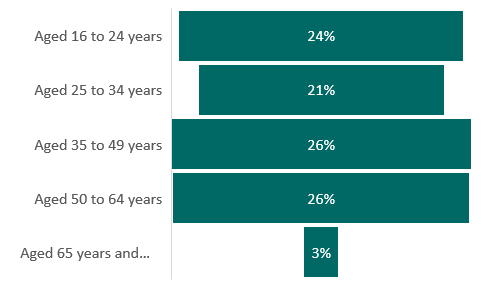 Aged 16 to 24 years 24%
Aged 25 to 34 years 21%
Aged 35 to 49 years 26%
Aged 50 to 64 years 26%
Aged 65 years and... 3%